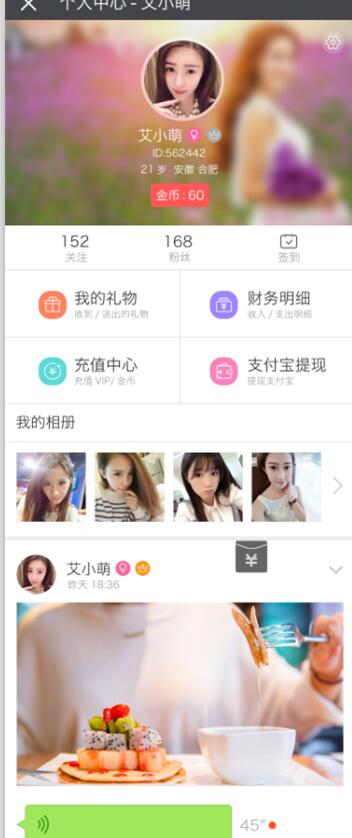 个人中心 - 艾小萌
艾小萌
ID:562442
21 岁 安徽 合肥
金币 : 60
152
关注
168
粉丝
签到
我的礼物
收到 / 送出的礼物
财务明细
收入 / 支出明细
充值中心
充值 VIP/ 金币
支付宝提现
提现支付宝
我的相册
艾小萌
昨天 18:36
¥
45"